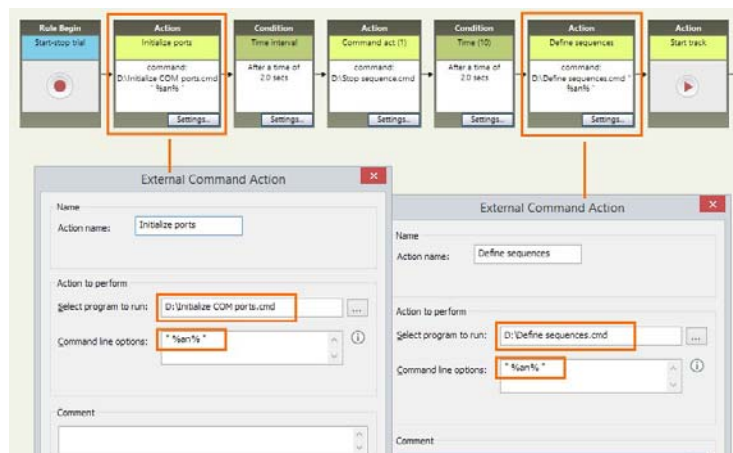 Rule Begin
Start-stop trial
Action
Initialize ports
command:
D:\Initialize COM ports.cmd
" %an% "
Settings...
Condition
Time interval
After a time of
2.0 secs
Settings...
Action
Command act (1)
command:
D:\Stop sequence.cmd
Settings...
Condition
Time (10)
After a time of
2.0 secs
Settings...
Action
Define sequences
command:
D:\Define sequences.cmd "
%an% "
Settings...
Action
Start track
External Command Action
Name
Action name: Initialize ports
Action to perform
Select program to run: D:\Initialize COM ports.cmd ...
Command line options: " %an% "
Comment
External Command Action
Name
Action name: Define sequences
Action to perform
Select program to run: D:\Define sequences.cmd ...
Command line options: " %an% "
Comment